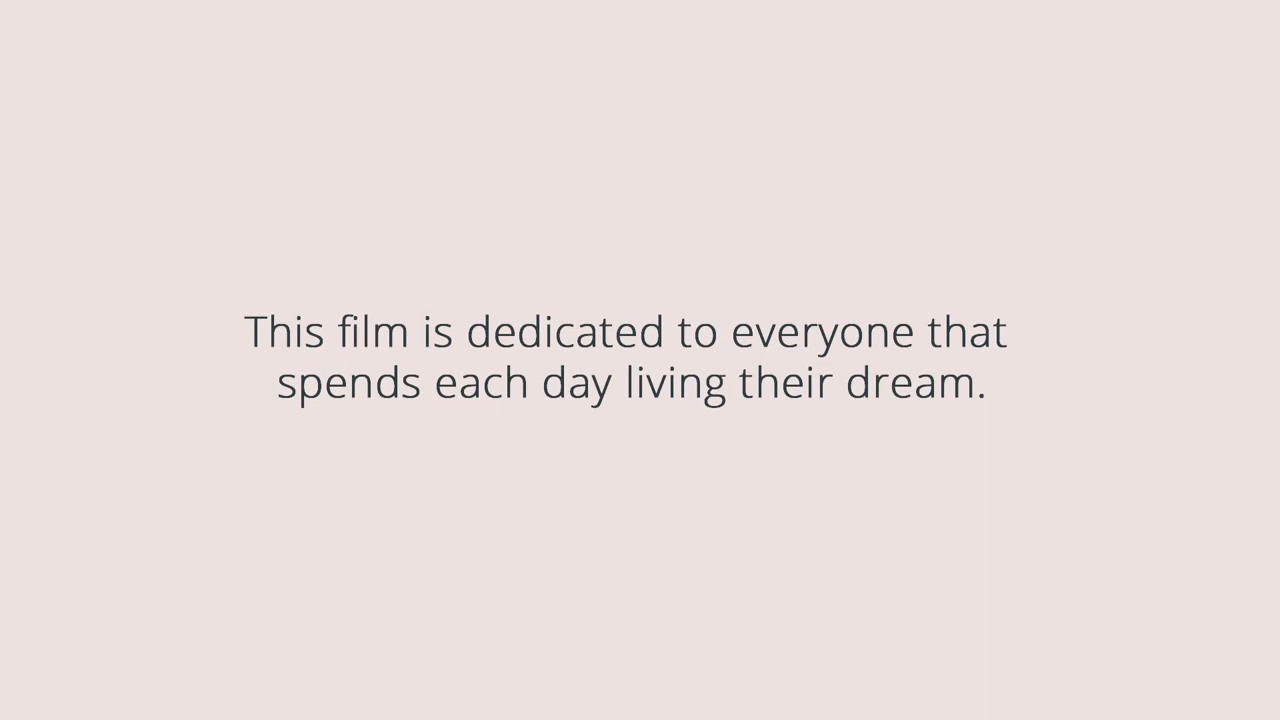 This film is dedicated to everyone that
spends each day living their dream.